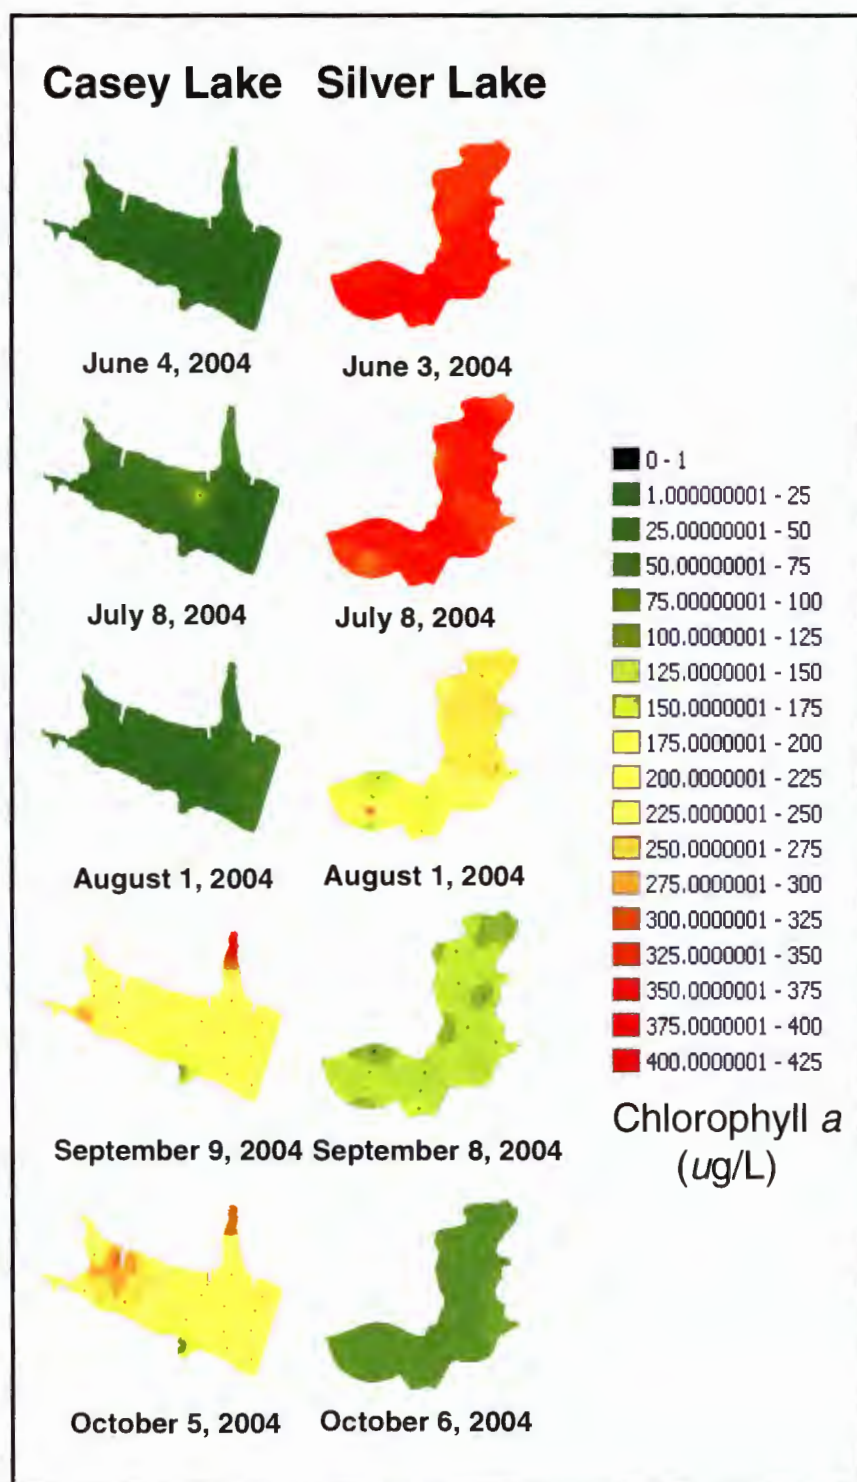 Casey Lake Silver Lake
June 4, 2004 June 3, 2004
July 8, 2004 July 8, 2004
August 1, 2004 August 1, 2004
September 9, 2004 September 8, 2004
October 5, 2004 October 6, 2004
0 - 1
1.000000001 - 25
25.00000001 - 50
50.00000001 - 75
75.00000001 - 100
100.0000001 - 125
125.0000001 - 150
150.0000001 - 175
175.0000001 - 200
200.0000001 - 225
225.0000001 - 250
250.0000001 - 275
275.0000001 - 300
300.0000001 - 325
325.0000001 - 350
350.0000001 - 375
375.0000001 - 400
400.0000001 - 425
Chlorophyll a
(ug/L)